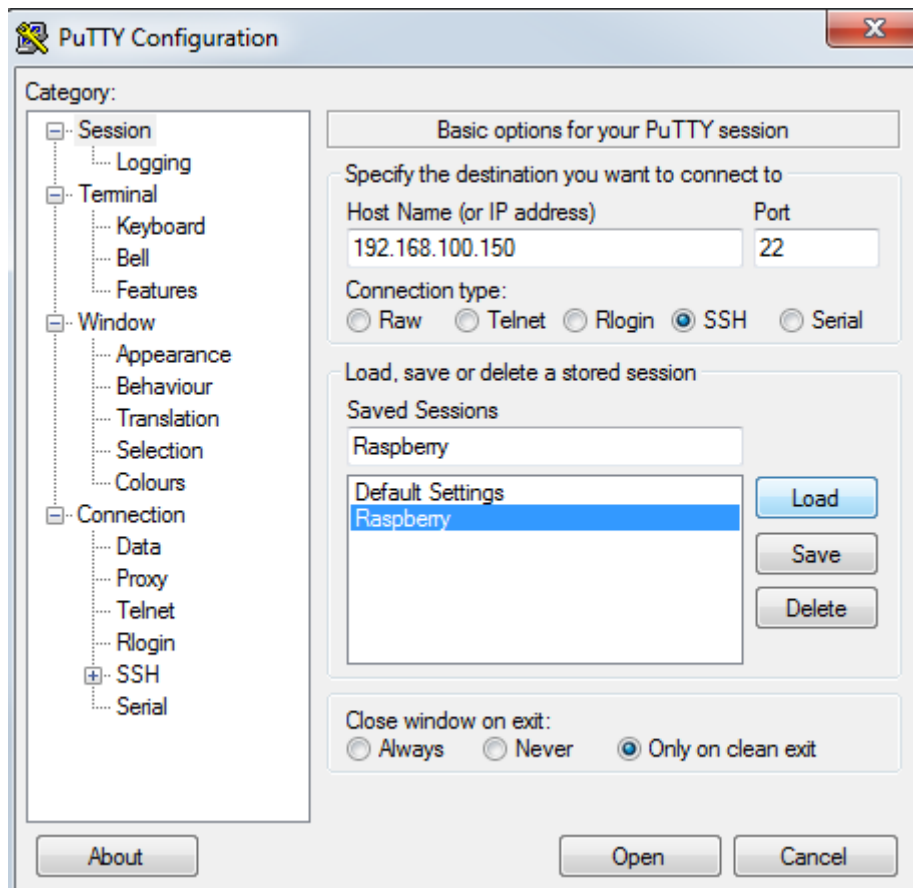 PuTTY Configuration
Category:
Session
Logging
Terminal
Keyboard
Bell
Features
Window
Appearance
Behaviour
Translation
Selection
Colours
Connection
Data
Proxy
Telnet
Rlogin
SSH
Serial
Basic options for your PuTTY session
Specify the destination you want to connect to
Host Name (or IP address) Port
192.168.100.150 22
Connection type:
Raw Telnet Rlogin SSH Serial
Load, save or delete a stored session
Saved Sessions
Raspberry
Default Settings
Raspberry
Load
Save
Delete
Close window on exit:
Always Never Only on clean exit
About Open Cancel